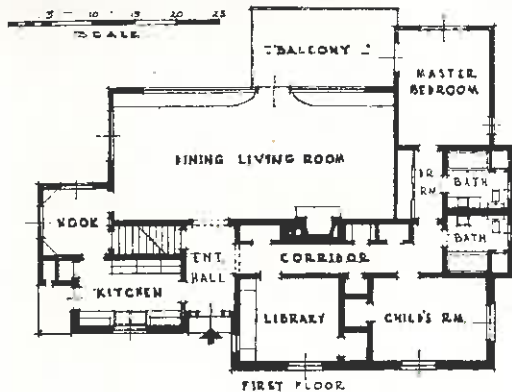 5 10 15 20 25
SCALE
BALCONY
MASTER
BEDROOM
DINING LIVING ROOM
DR.
RM.
BATH
NOOK
BATH
ENT.
HALL
CORRIDOR
KITCHEN
LIBRARY
CHILD'S RM.
FIRST FLOOR